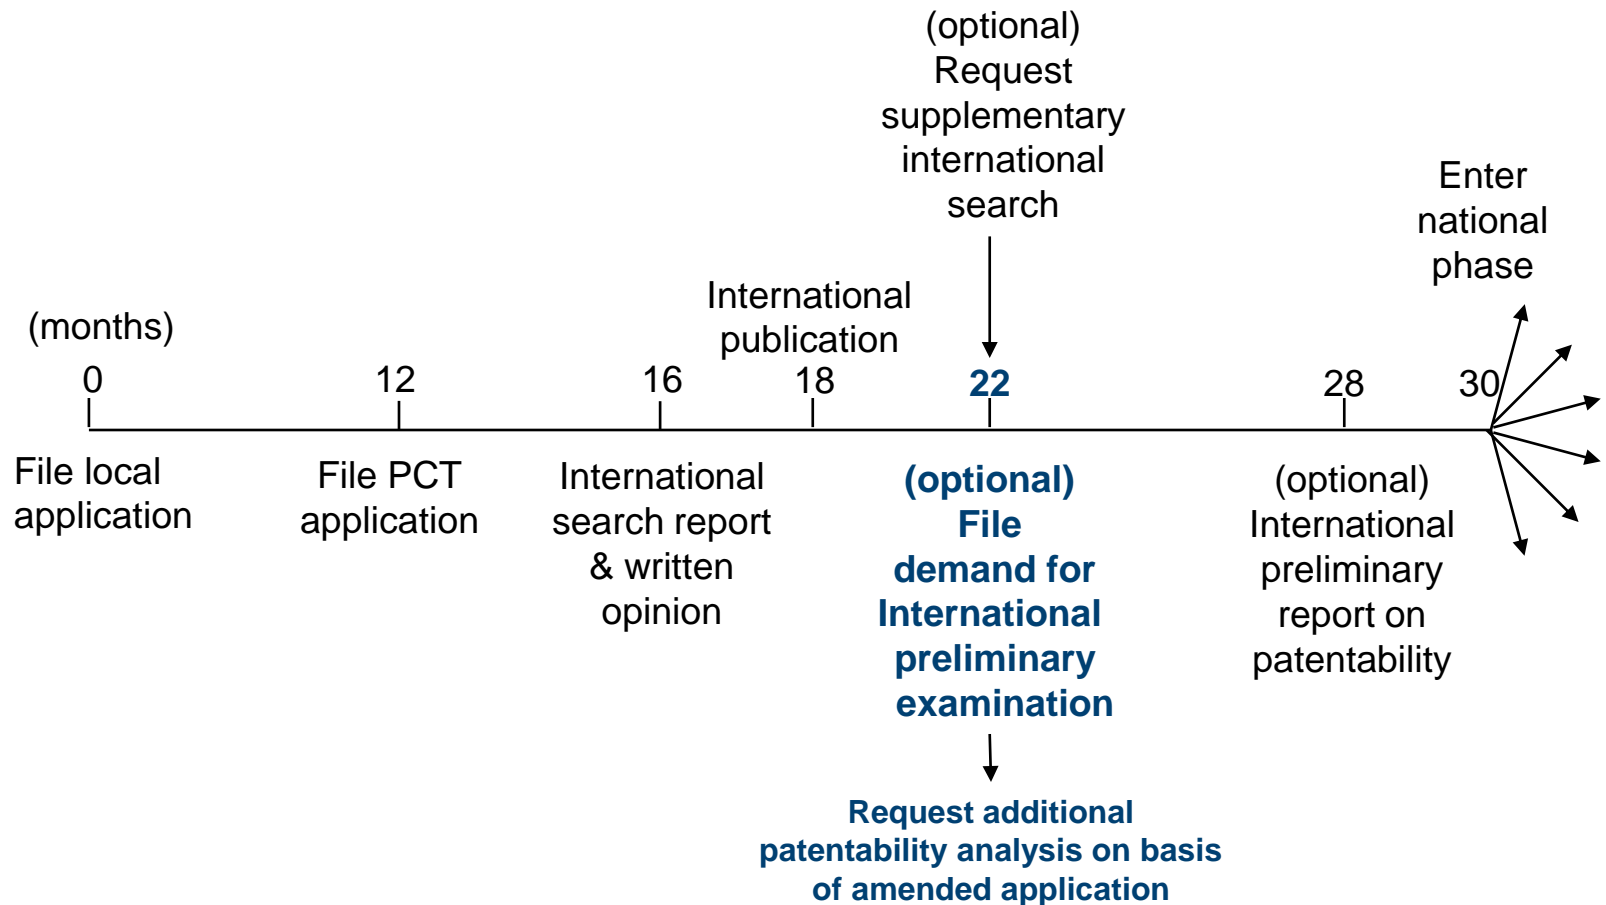 (optional)
Request
supplementary
international
search
Enter
national
phase
International
publication
(months)
0
12
16
18
22
28
30
File local
application
File PCT
application
International
search report
& written
opinion
(optional)
File
demand for
International
preliminary
examination
(optional)
International
preliminary
report on
patentability
Request additional
patentability analysis on basis
of amended application